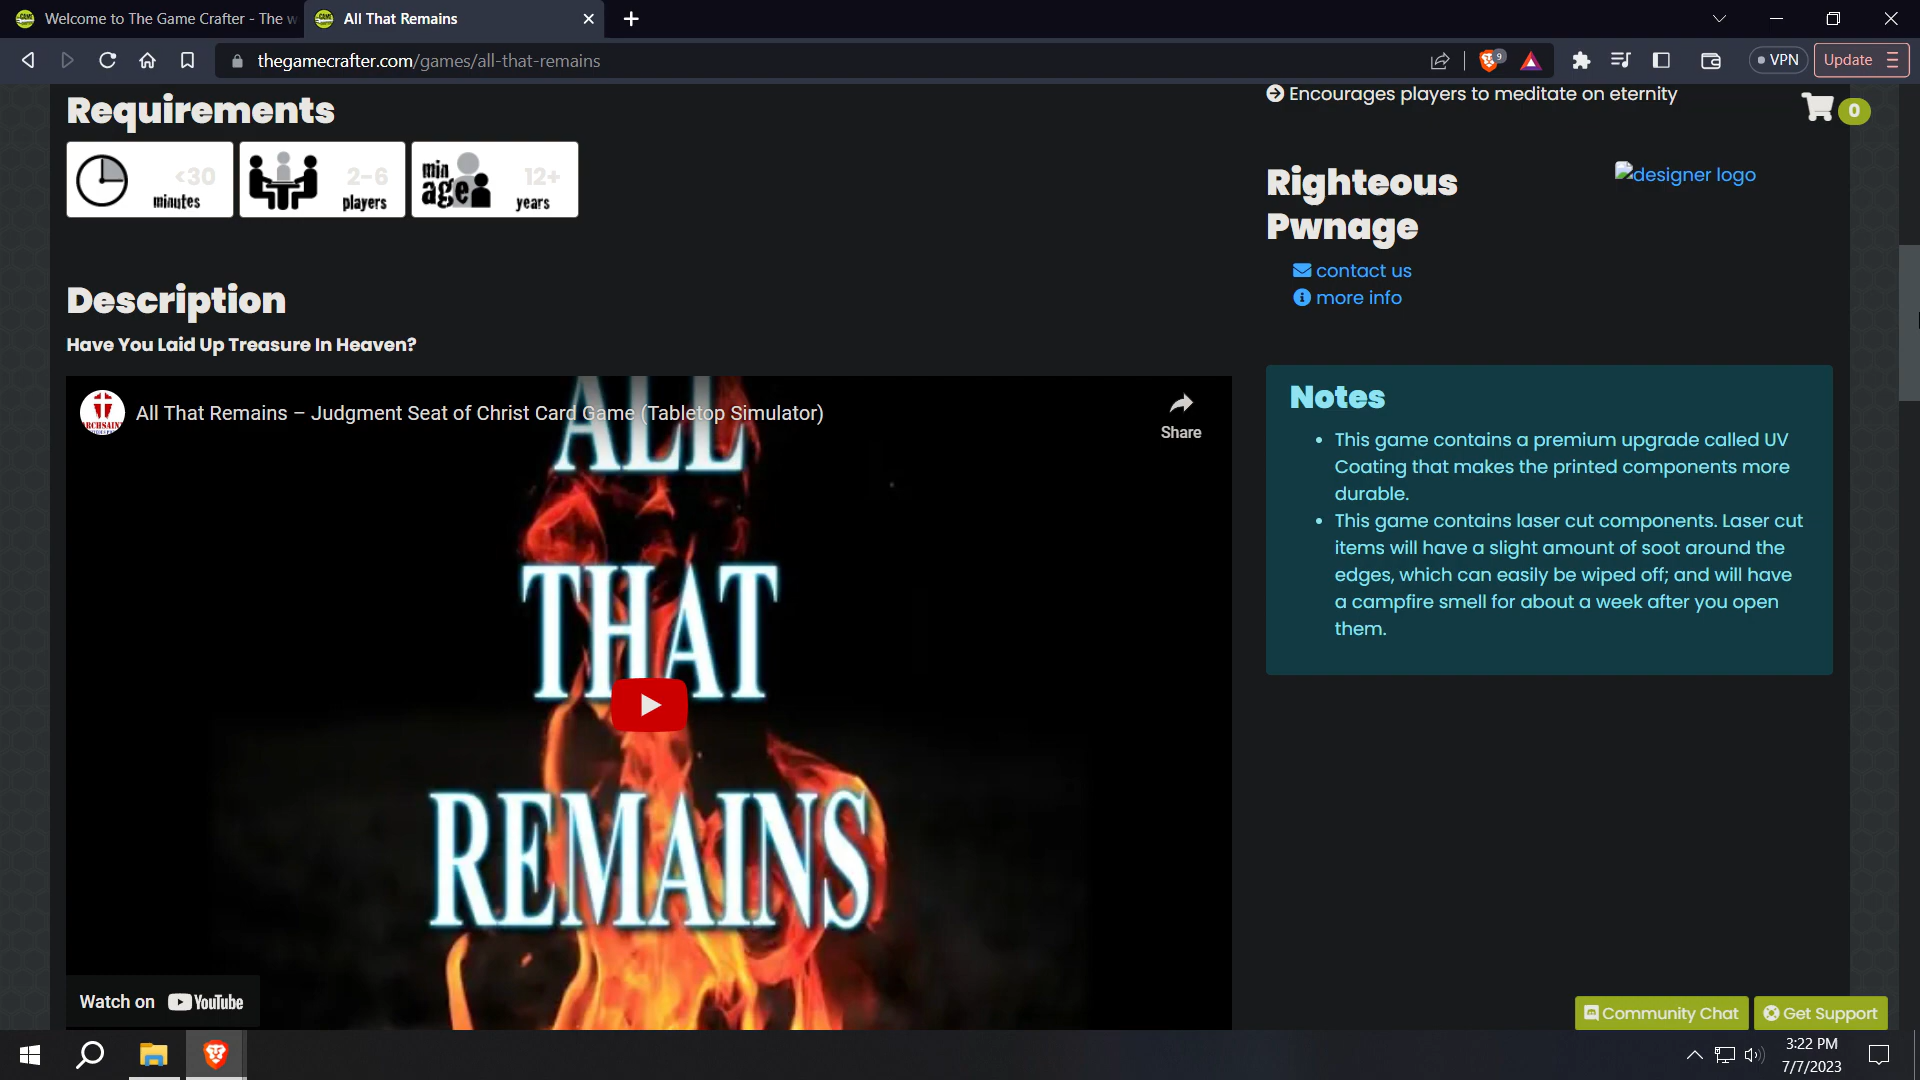 Welcome to The Game Crafter - The w
All That Remains
thegamecrafter.com/games/all-that-remains
9
VPN
Update
Requirements
<30
minutes
2-6
players
min
age
12+
years
Description
Have You Laid Up Treasure In Heaven?
All That Remains – Judgment Seat of Christ Card Game (Tabletop Simulator)
Share
ALL
THAT
REMAINS
Watch on YouTube
Encourages players to meditate on eternity
0
Righteous
Pwnage
designer logo
contact us
more info
Notes
• This game contains a premium upgrade called UV
Coating that makes the printed components more
durable.
• This game contains laser cut components. Laser cut
items will have a slight amount of soot around the
edges, which can easily be wiped off; and will have
a campfire smell for about a week after you open
them.
Community Chat
Get Support
3:22 PM
7/7/2023